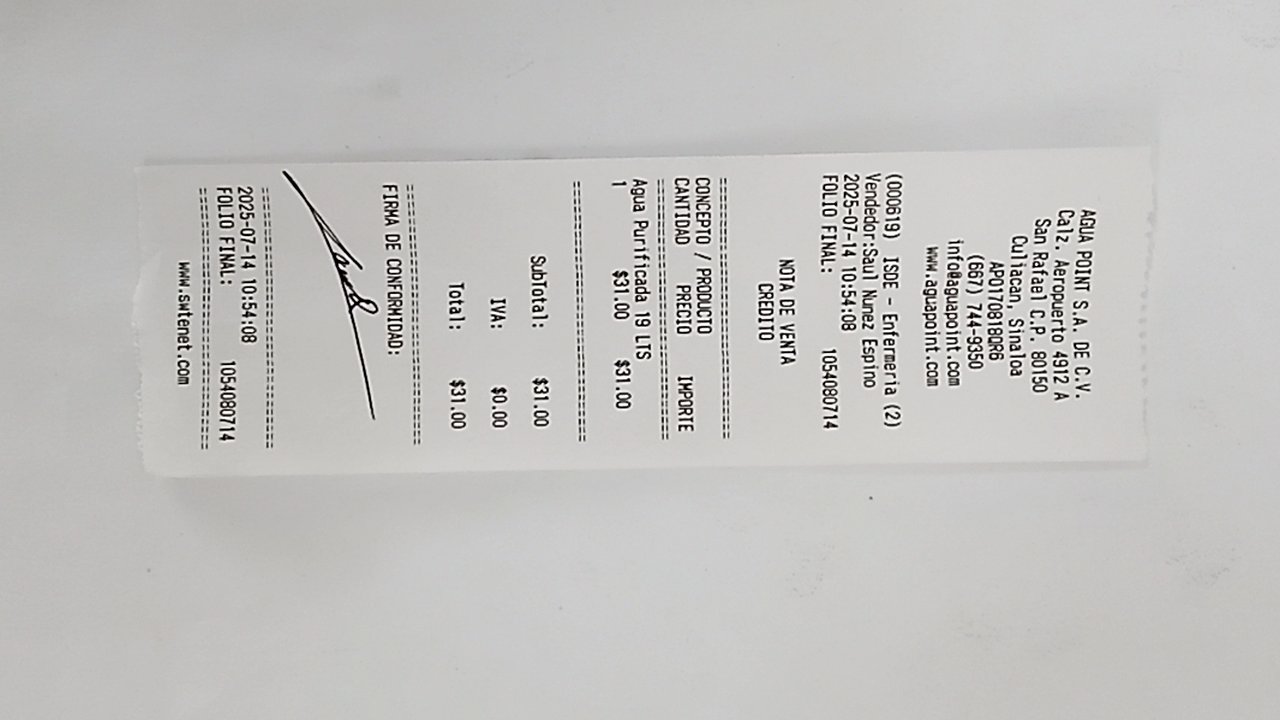 AGUA POINT S.A. DE C.V.
Calz. Aeropuerto 4912 A
San Rafael C.P. 80150
Culiacan, Sinaloa
APO170818QR6
(667) 744-9350
info@aguapoint.com
www.aguapoint.com
(000619) ISDE - Enfermeria (2)
Vendedor:Saul Nunez Espino
2025-07-14 10:54:08
FOLIO FINAL: 1054080714
NOTA DE VENTA
CREDITO
==============================
CONCEPTO / PRODUCTO
CANTIDAD PRECIO IMPORTE
==============================
Agua Purificada 19 LTS
1 $31.00 $31.00
==============================
SubTotal: $31.00
IVA: $0.00
Total: $31.00
==============================
FIRMA DE CONFORMIDAD:
==============================
2025-07-14 10:54:08
FOLIO FINAL: 1054080714
==============================
www.swtenet.com